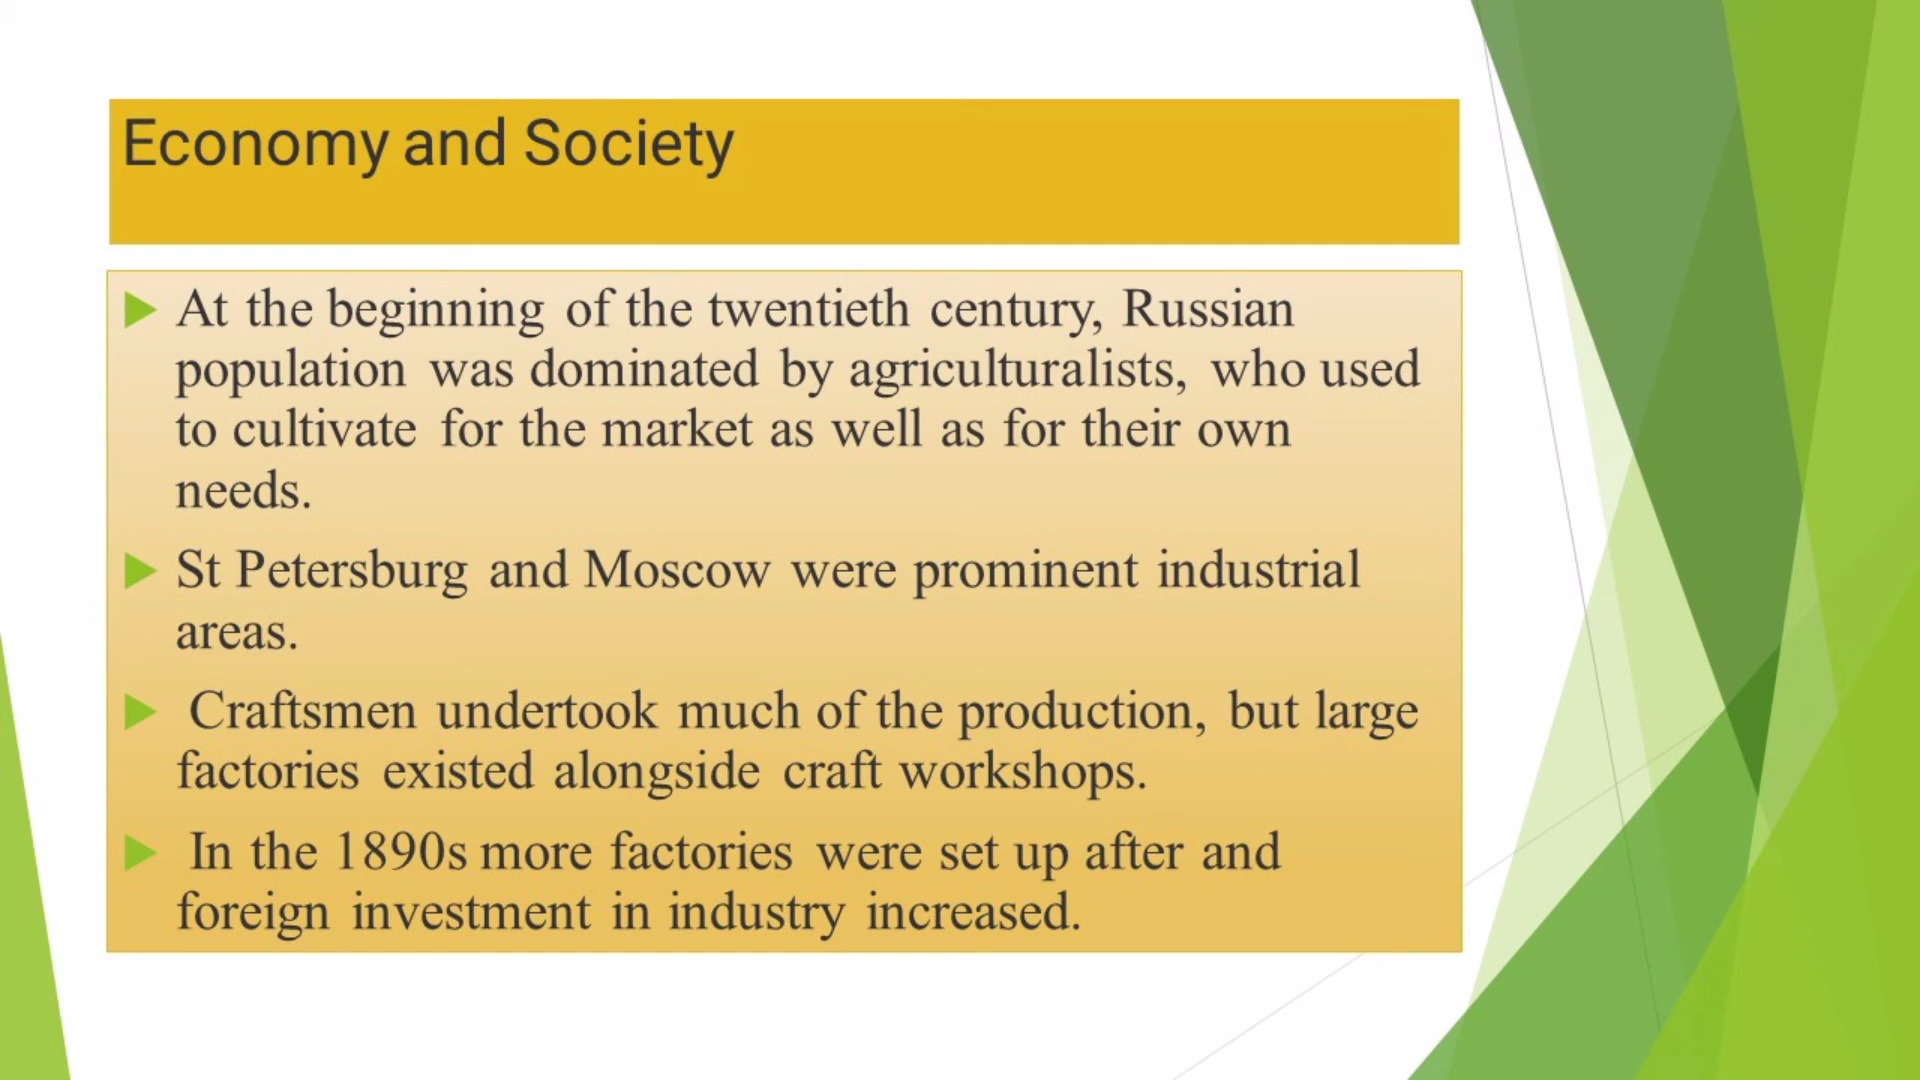 Economy and Society
At the beginning of the twentieth century, Russian
population was dominated by agriculturalists, who used
to cultivate for the market as well as for their own
needs.
St Petersburg and Moscow were prominent industrial
areas.
Craftsmen undertook much of the production, but large
factories existed alongside craft workshops.
In the 1890s more factories were set up after and
foreign investment in industry increased.